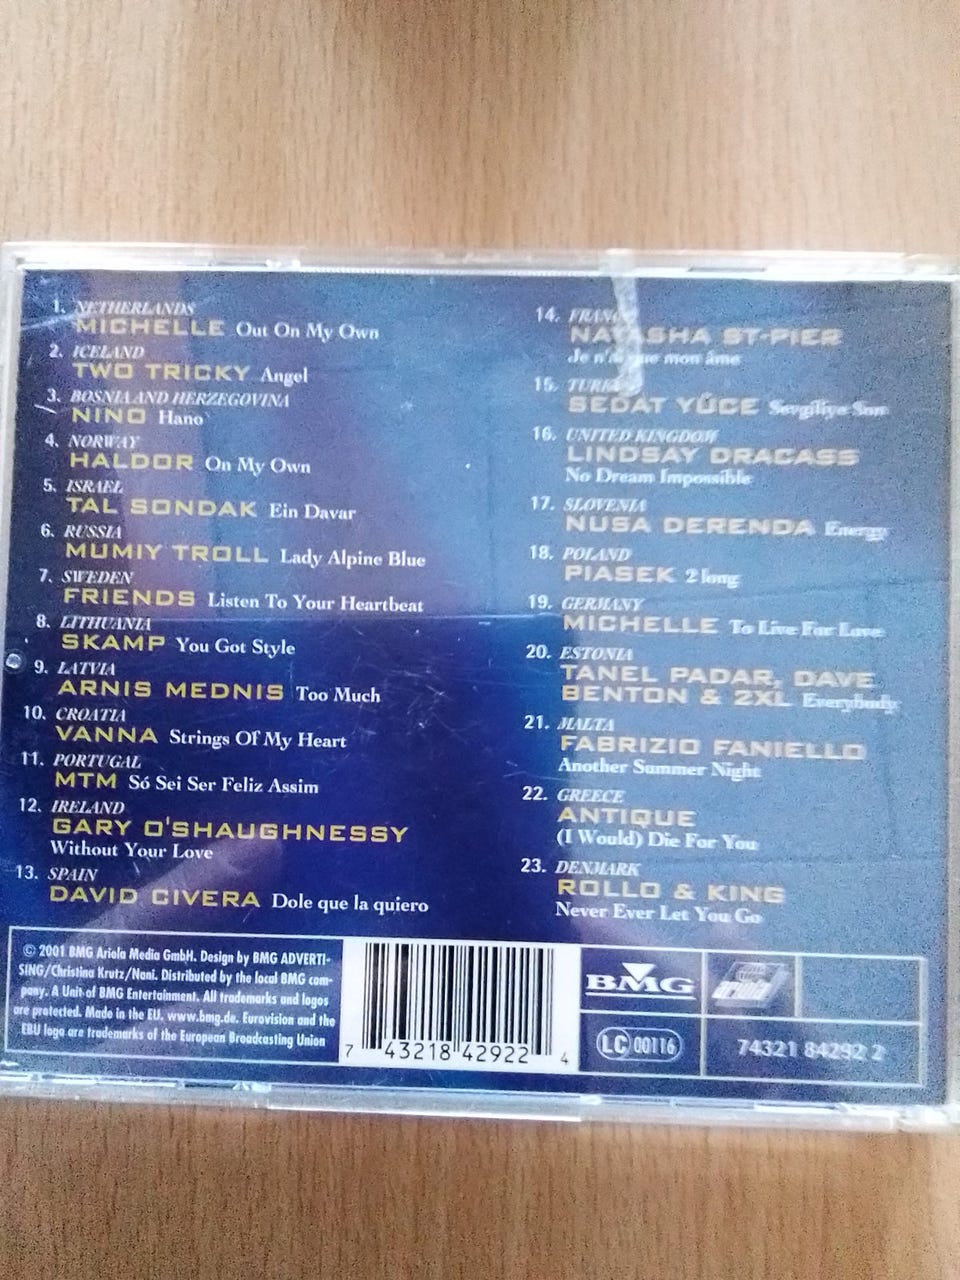 1. NETHERLANDS
MICHELLE Out On My Own
2. ICELAND
TWO TRICKY Angel
3. BOSNIA AND HERZEGOVINA
NINO Hano
4. NORWAY
HALDOR On My Own
5. ISRAEL
TAL SONDAK Ein Davar
6. RUSSIA
MUMIY TROLL Lady Alpine Blue
7. SWEDEN
FRIENDS Listen To Your Heartbeat
8. LITHUANIA
SKAMP You Got Style
9. LATVIA
ARNIS MEDNIS Too Much
10. CROATIA
VANNA Strings Of My Heart
11. PORTUGAL
MTM Só Sei Ser Feliz Assim
12. IRELAND
GARY O'SHAUGHNESSY
Without Your Love
13. SPAIN
DAVID CIVERA Dole que la quiero
14. FRANC
NATASHA ST-PIER
Je n'ai que mon âme
15. TURK
SEDAT YÜCE Sevgiliye Son
16. UNITED KINGDOM
LINDSAY DRACASS
No Dream Impossible
17. SLOVENIA
NUSA DERENDA Energy
18. POLAND
PIASEK 2 long
19. GERMANY
MICHELLE To Live For Love
20. ESTONIA
TANEL PADAR, DAVE
BENTON & 2XL Everybody
21. MALTA
FABRIZIO FANIELLO
Another Summer Night
22. GREECE
ANTIQUE
(I Would) Die For You
23. DENMARK
ROLLO & KING
Never Ever Let You Go
© 2001 BMG Ariola Media GmbH. Design by BMG ADVERTI-
SING/Christina Krutz/Nani. Distributed by the local BMG com-
pany. A Unit of BMG Entertainment. All trademarks and logos
are protected. Made in the EU. www.bmg.de. Eurovision and the
EBU logo are trademarks of the European Broadcasting Union
7 43218 42922 4
BMG
ariola
LC 00116
74321 84292 2